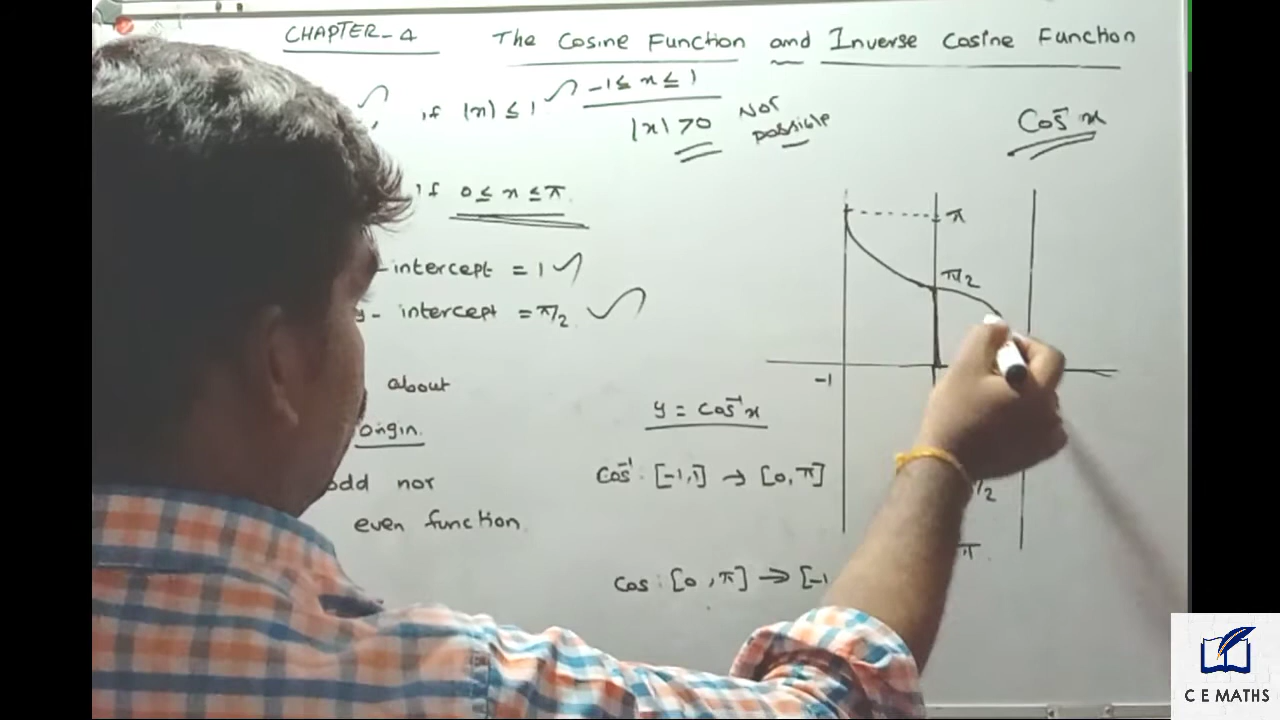 CHAPTER-4 The Cosine Function and Inverse Cosine Function
if |x| ≤ 1 -1 ≤ x ≤ 1
|x| > 0 Not possible
Cos⁻ x
if 0 ≤ x ≤ π
-intercept = 1
y- intercept = π/2
about
origin.
odd nor
even function
π
π/2
-1
y = Cos⁻¹x
Cos⁻¹: [-1,1] → [0, π]
/2
π
Cos: [0, π] → [-1
C E MATHS